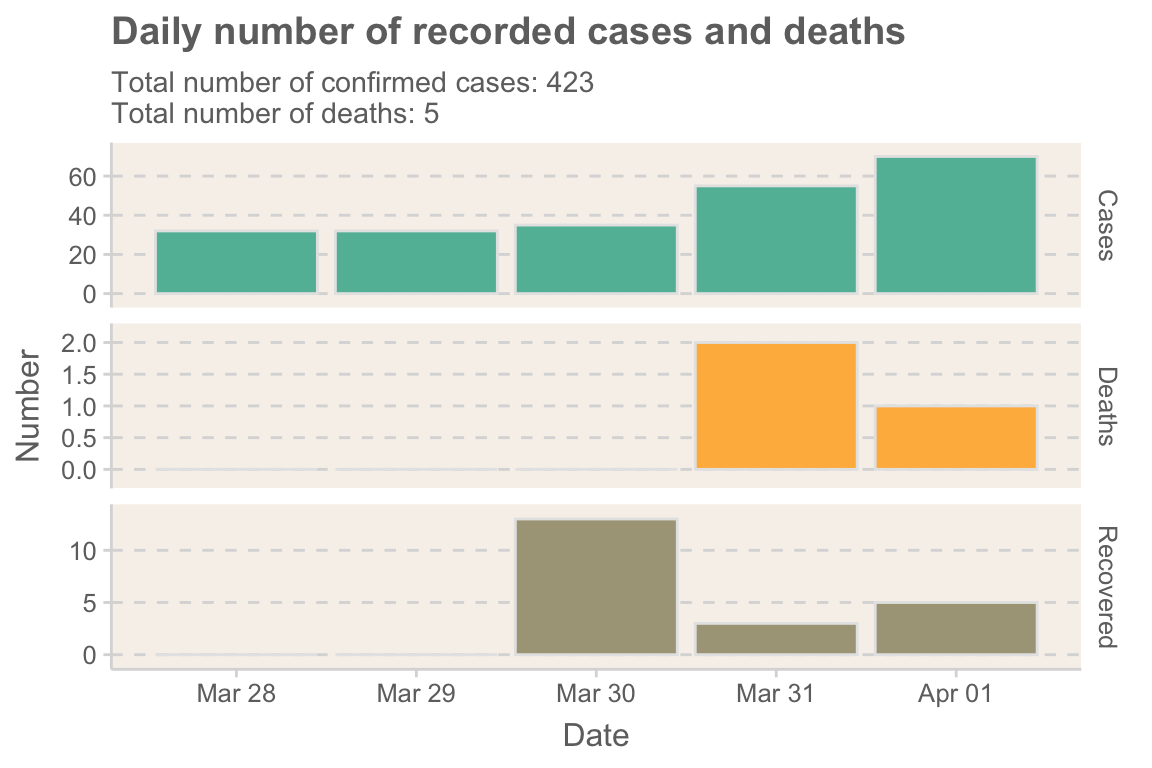 Daily number of recorded cases and deaths
Total number of confirmed cases: 423
Total number of deaths: 5
60
40
20
0
Cases
Number
2.0
1.5
1.0
0.5
0.0
Deaths
10
5
0
Recovered
Mar 28
Mar 29
Mar 30
Mar 31
Apr 01
Date